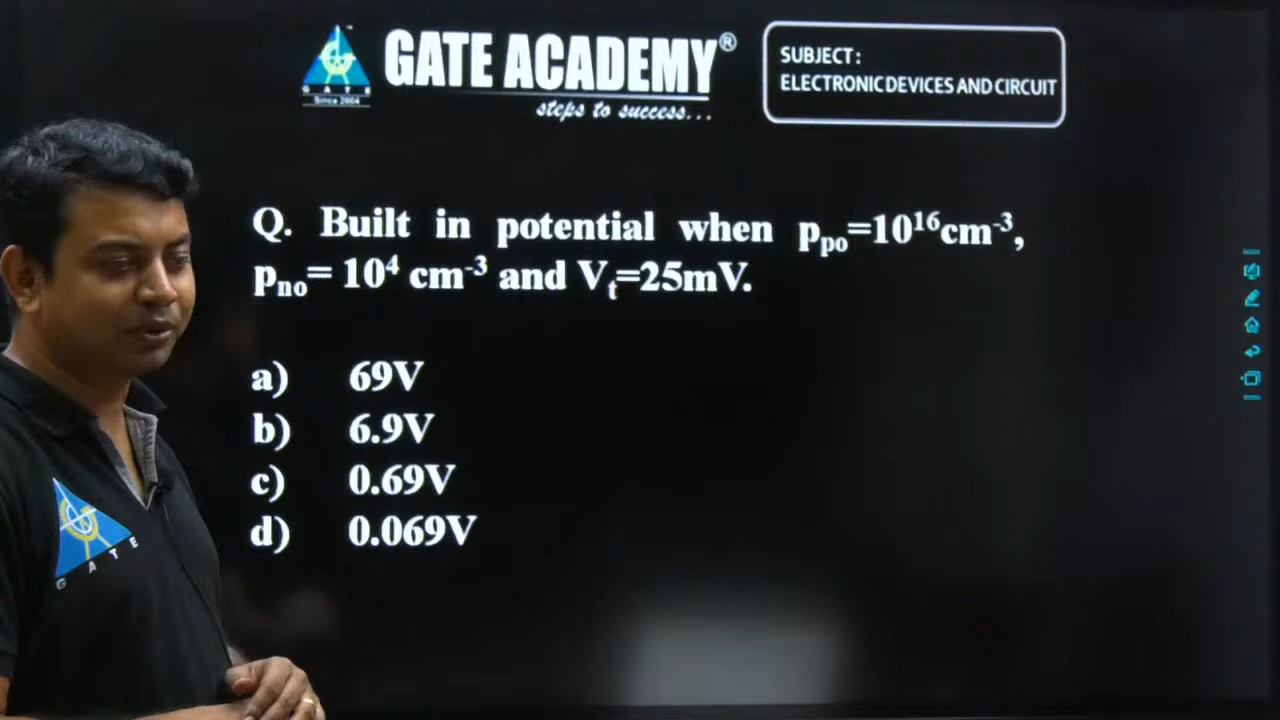 GATE ACADEMY®
GATE
Since 2004
steps to success...
SUBJECT:
ELECTRONIC DEVICES AND CIRCUIT
Q. Built in potential when pₚₒ=10¹⁶cm⁻³,
pₙₒ= 10⁴ cm⁻³ and Vₜ=25mV.
a) 69V
b) 6.9V
c) 0.69V
d) 0.069V
GATE